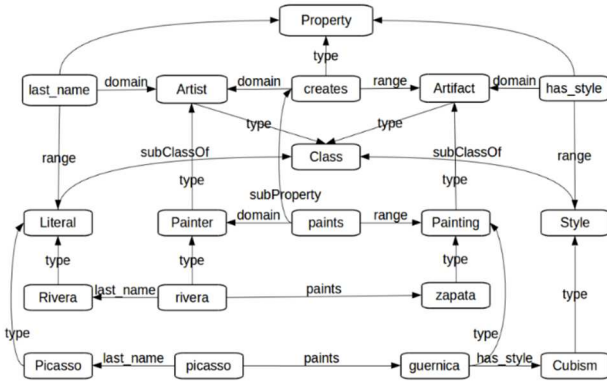 Property
type
last_name domain Artist domain creates range Artifact domain has_style
type type
range subClassOf Class subClassOf range
type subProperty type
Literal Painter domain paints range Painting Style
type type type
Rivera last_name rivera paints zapata
type type type
Picasso last_name picasso paints guernica has_style Cubism